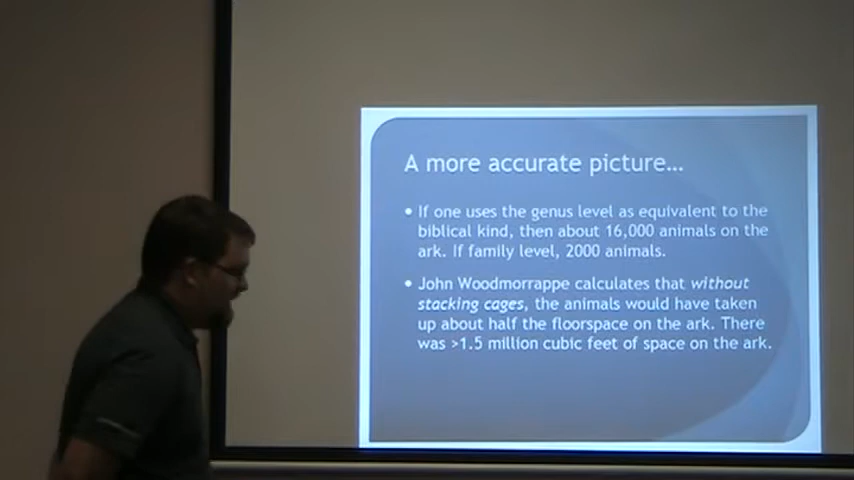 A more accurate picture...
• If one uses the genus level as equivalent to the
biblical kind, then about 16,000 animals on the
ark. If family level, 2000 animals.
• John Woodmorrappe calculates that without
stacking cages, the animals would have taken
up about half the floorspace on the ark. There
was >1.5 million cubic feet of space on the ark.